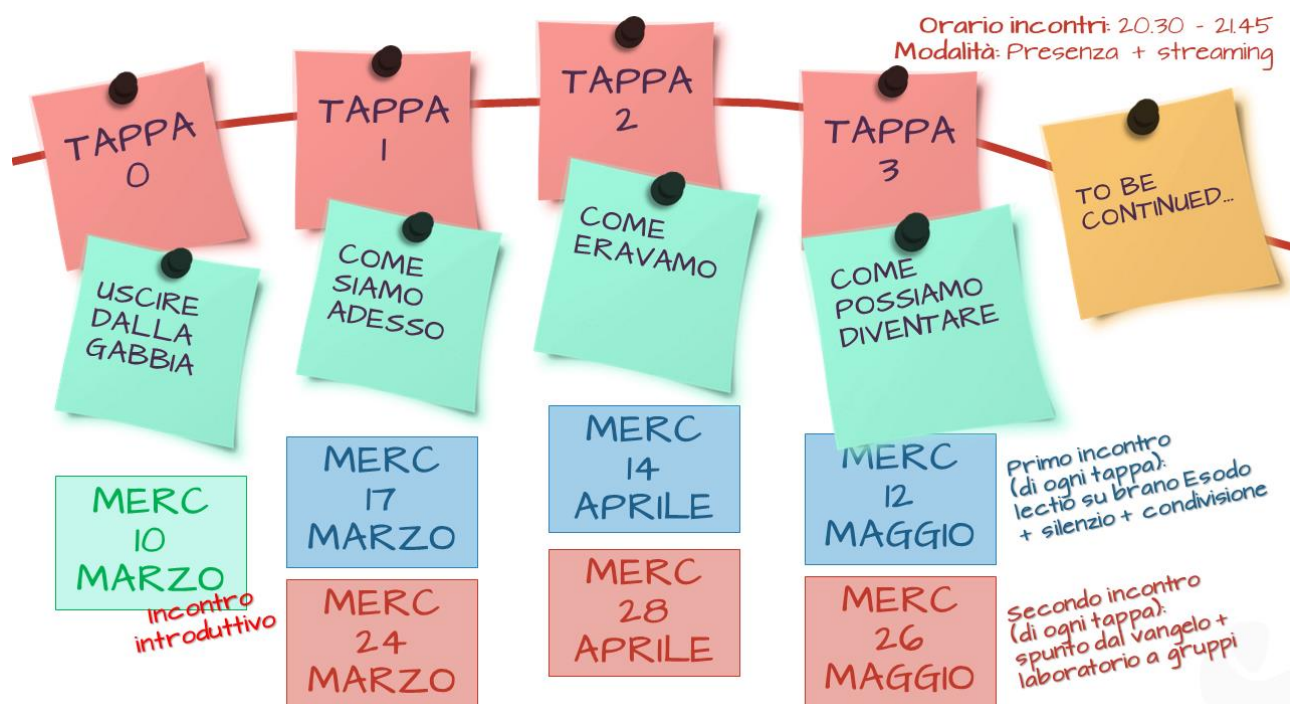 Orario incontri: 20.30 - 21.45
Modalità: Presenza + streaming
TAPPA
0
TAPPA
1
TAPPA
2
TAPPA
3
TO BE
CONTINUED...
USCIRE
DALLA
GABBIA
COME
SIAMO
ADESSO
COME
ERAVAMO
COME
POSSIAMO
DIVENTARE
MERC
10
MARZO
Incontro
introduttivo
MERC
17
MARZO
MERC
14
APRILE
MERC
12
MAGGIO
Primo incontro
(di ogni tappa):
lectio su brano Esodo
+ silenzio + condivisione
MERC
24
MARZO
MERC
28
APRILE
MERC
26
MAGGIO
Secondo incontro
(di ogni tappa):
spunto dal vangelo +
laboratorio a gruppi